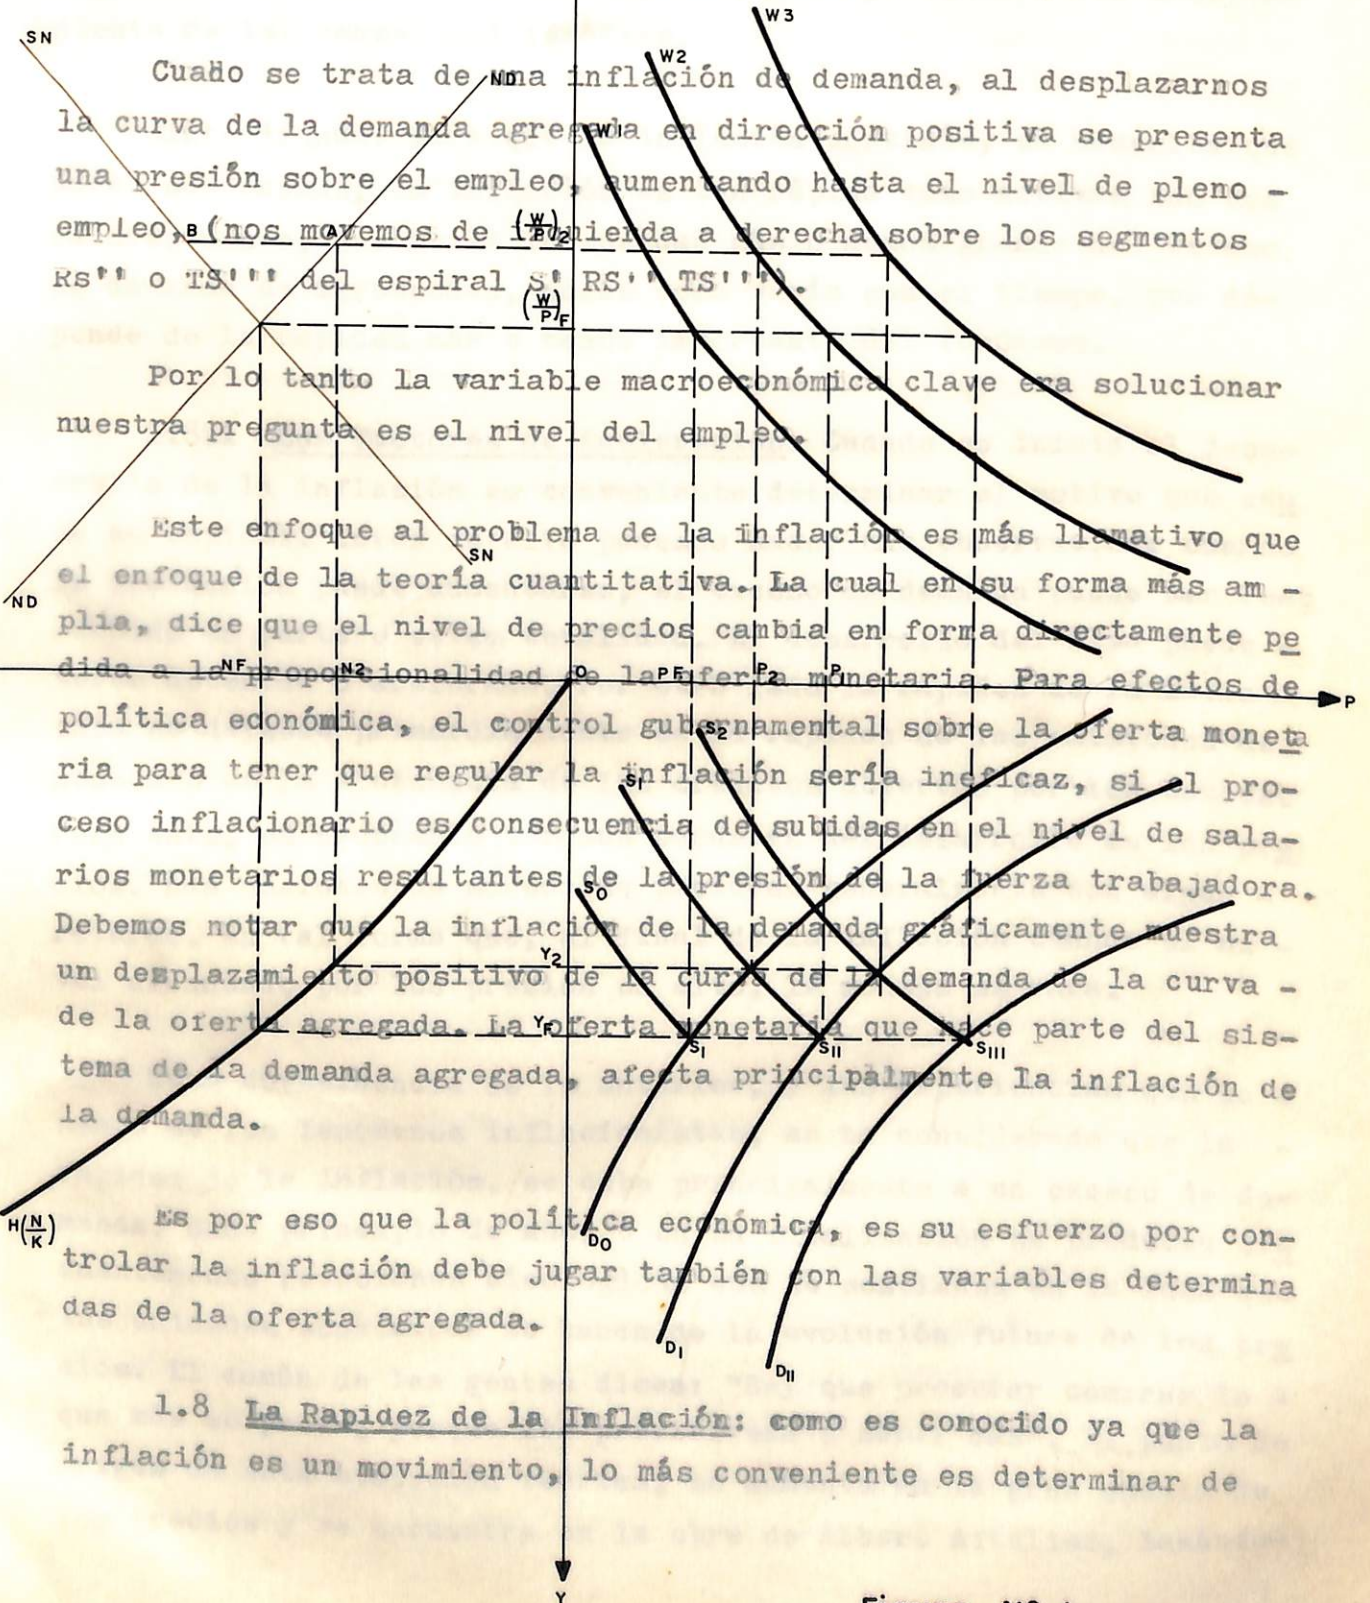 SN
W3
W2
Cuado se trata de una inflación de demanda, al desplazarnos
ND
la curva de la demanda agregada en dirección positiva se presenta
W1
una presión sobre el empleo, aumentando hasta el nivel de pleno -
empleo, (nos movemos de izquierda a derecha sobre los segmentos
B A (W/P)2
Rs'' o TS''' del espiral S' RS'' TS''').
(W/P)F
Por lo tanto la variable macroeconómica clave era solucionar
nuestra pregunta es el nivel del empleo.
Este enfoque al problema de la inflación es más llamativo que
SN
el enfoque de la teoría cuantitativa. La cual en su forma más am -
ND
plia, dice que el nivel de precios cambia en forma directamente pe
NF N2 O PF P2 P
dida a la proporcionalidad de la oferta monetaria. Para efectos de
P
política económica, el control gubernamental sobre la oferta moneta
S2
ria para tener que regular la inflación sería ineficaz, si el pro-
S1
ceso inflacionario es consecuencia de subidas en el nivel de sala-
rios monetarios resultantes de la presión de la fuerza trabajadora.
S0
Debemos notar que la inflación de la demanda gráficamente muestra
Y2
un desplazamiento positivo de la curva de la demanda de la curva -
de la oferta agregada. La oferta monetaria que hace parte del sis-
YF
SI SII SIII
tema de la demanda agregada, afecta principalmente la inflación de
la demanda.
Es por eso que la política económica, es su esfuerzo por con-
H(N/K)
D0
trolar la inflación debe jugar también con las variables determina
das de la oferta agregada.
DI
DII
1.8 La Rapidez de la Inflación: como es conocido ya que la
inflación es un movimiento, lo más conveniente es determinar de
Y